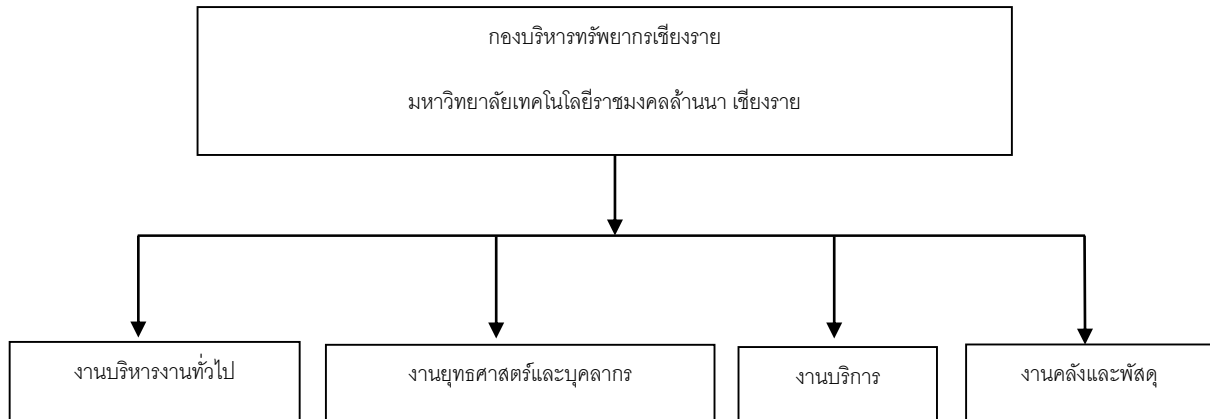 กองบริหารทรัพยากรเชียงราย
มหาวิทยาลัยเทคโนโลยีราชมงคลล้านนา เชียงราย
งานบริหารงานทั่วไป
งานยุทธศาสตร์และบุคลากร
งานบริการ
งานคลังและพัสดุ